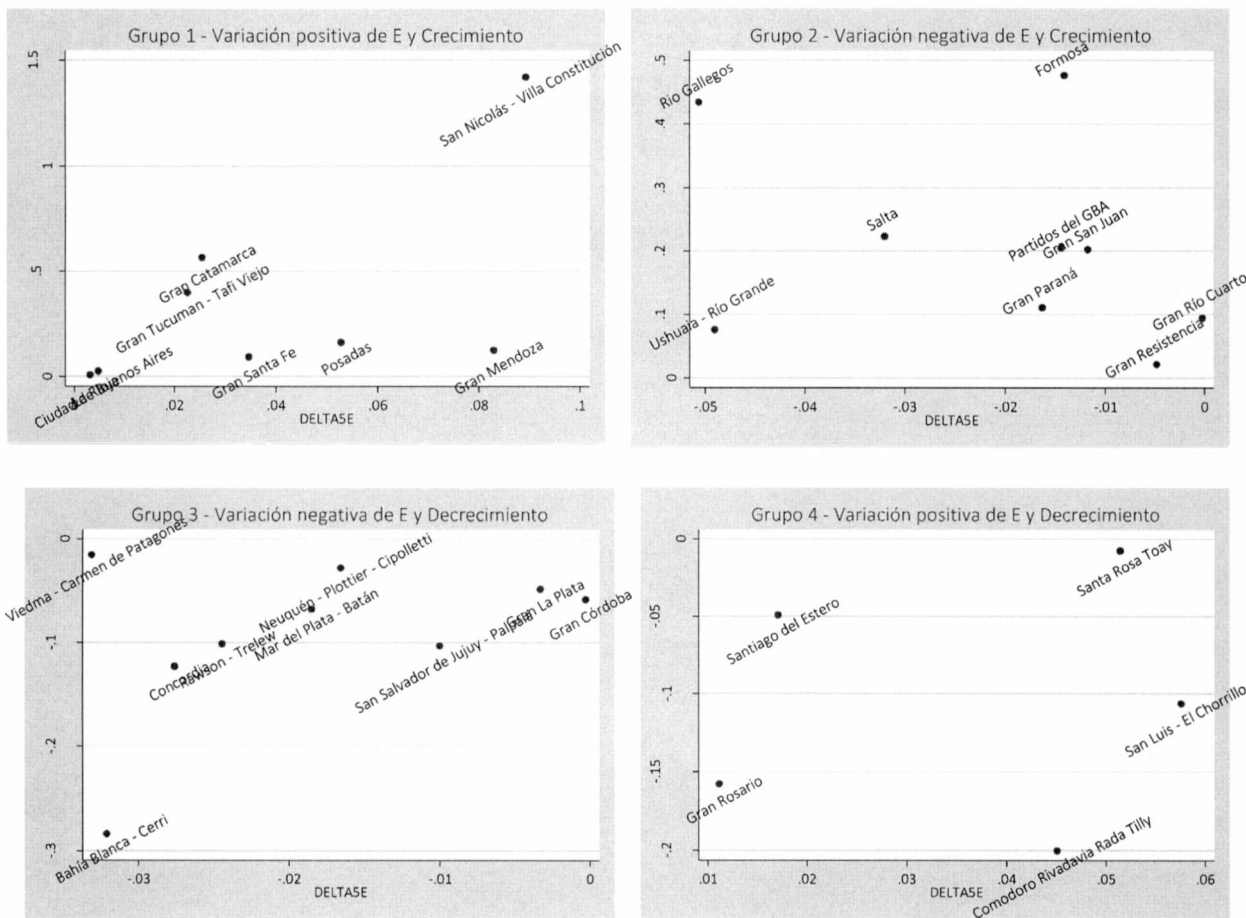 Grupo 1 - Variación positiva de E y Crecimiento
1.5
1
.5
0
San Nicolás - Villa Constitución
Gran Catamarca
Gran Tucuman - Tafi Viejo
Gran Santa Fe
Posadas
Gran Mendoza
Ciudad de Buenos Aires
.02
.04
.06
.08
.1
DELTA5E
Grupo 2 - Variación negativa de E y Crecimiento
.5
.4
.3
.2
.1
0
Río Gallegos
Formosa
Salta
Partidos del GBA
Gran San Juan
Ushuaia - Río Grande
Gran Paraná
Gran Río Cuarto
Gran Resistencia
-.05
-.04
-.03
-.02
-.01
0
DELTA5E
Grupo 3 - Variación negativa de E y Decrecimiento
0
-.1
-.2
-.3
Viedma - Carmen de Patagones
Neuquén - Plottier - Cipolletti
Mar del Plata - Batán
Rawson - Trelew
Concordia
San Salvador de Jujuy - Palpalá
Gran La Plata
Gran Córdoba
Bahía Blanca - Cerri
-.03
-.02
-.01
0
DELTA5E
Grupo 4 - Variación positiva de E y Decrecimiento
0
-.05
-.1
-.15
-.2
Santa Rosa Toay
Santiago del Estero
San Luis - El Chorrillo
Gran Rosario
Comodoro Rivadavia Rada Tilly
.01
.02
.03
.04
.05
.06
DELTA5E